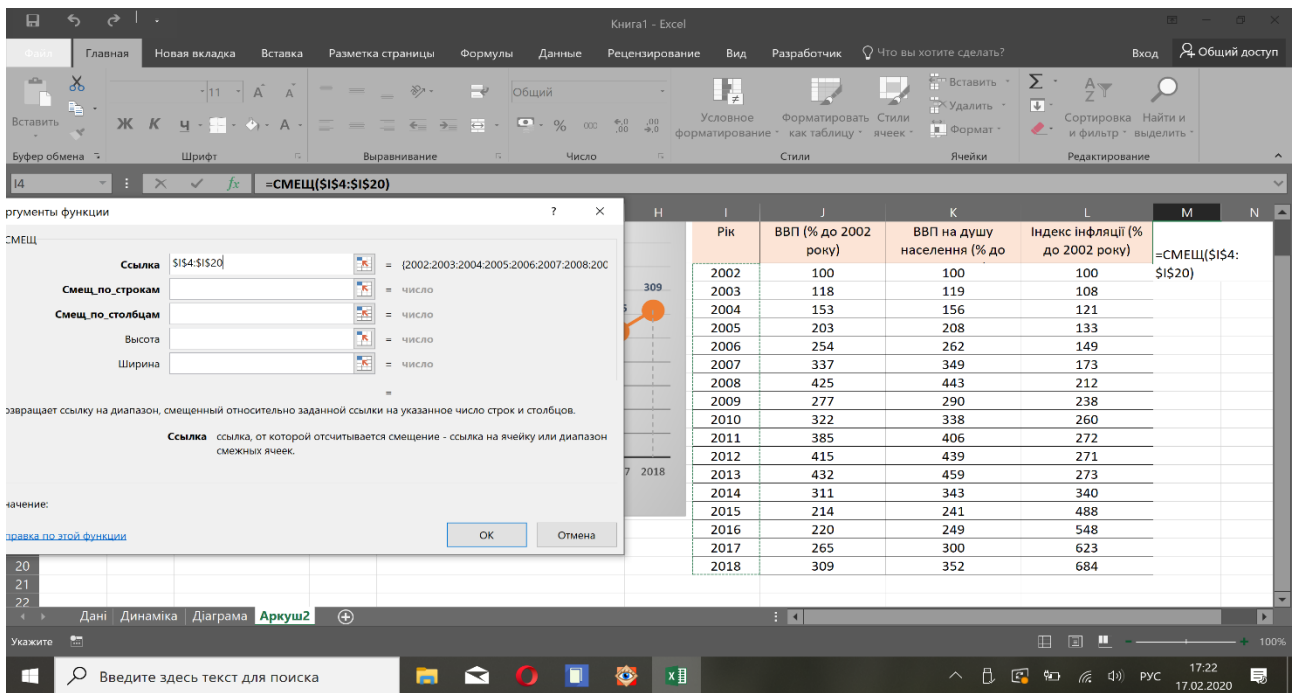 Книга1 - Excel
Файл Главная Новая вкладка Вставка Разметка страницы Формулы Данные Рецензирование Вид Разработчик Что вы хотите сделать? Вход Общий доступ
Вставить
Буфер обмена
11
Ж К Ч
Шрифт
Выравнивание
Общий
% 000
Число
Условное форматирование
Форматировать как таблицу
Стили ячеек
Стили
Вставить
Удалить
Формат
Ячейки
Сортировка и фильтр
Найти и выделить
Редактирование
I4 fx =СМЕЩ($I$4:$I$20)
ргументы функции ? ×
СМЕЩ
Ссылка $I$4:$I$20 = {2002:2003:2004:2005:2006:2007:2008:200
Смещ_по_строкам = число
Смещ_по_столбцам = число
Высота = число
Ширина = число
=
озвращает ссылку на диапазон, смещенный относительно заданной ссылки на указанное число строк и столбцов.
Ссылка ссылка, от которой отсчитывается смещение - ссылка на ячейку или диапазон
смежных ячеек.
начение:
правка по этой функции
ОК Отмена
309
7 2018
H I J K L M N
Рік ВВП (% до 2002 року) ВВП на душу населення (% до Індекс інфляції (% до 2002 року)
=СМЕЩ($I$4:
$I$20)
2002 100 100 100
2003 118 119 108
2004 153 156 121
2005 203 208 133
2006 254 262 149
2007 337 349 173
2008 425 443 212
2009 277 290 238
2010 322 338 260
2011 385 406 272
2012 415 439 271
2013 432 459 273
2014 311 343 340
2015 214 241 488
2016 220 249 548
2017 265 300 623
2018 309 352 684
20
21
22
Дані Динаміка Діаграма Аркуш2
Укажите 100%
Введите здесь текст для поиска
РУС
17:22
17.02.2020